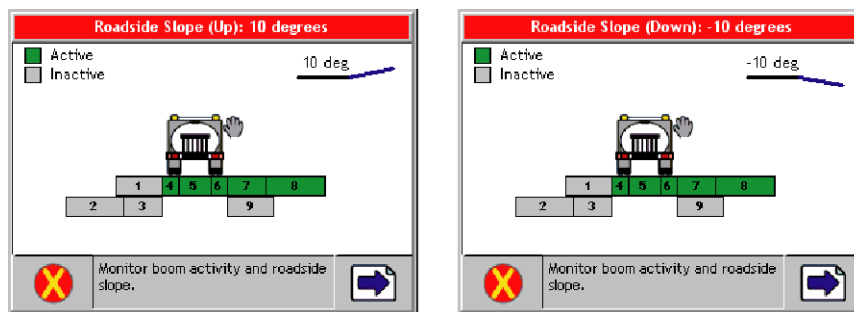 Roadside Slope (Up): 10 degrees
Active
Inactive
10 deg
1 4 5 6 7 8
2 3 9
Monitor boom activity and roadside
slope.
Roadside Slope (Down): -10 degrees
Active
Inactive
-10 deg
1 4 5 6 7 8
2 3 9
Monitor boom activity and roadside
slope.